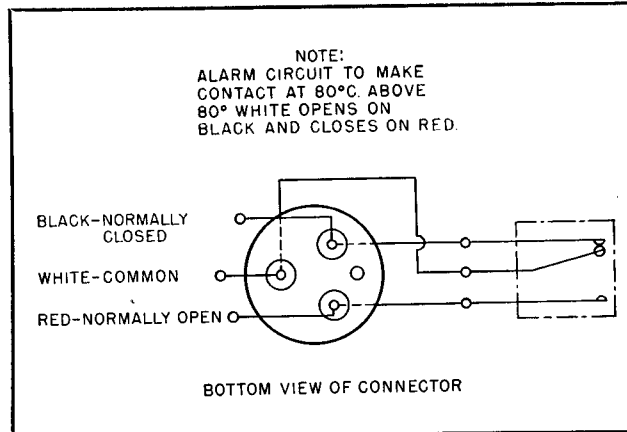 NOTE:
ALARM CIRCUIT TO MAKE
CONTACT AT 80°C. ABOVE
80° WHITE OPENS ON
BLACK AND CLOSES ON RED.
BLACK-NORMALLY
CLOSED
WHITE-COMMON
RED-NORMALLY OPEN
BOTTOM VIEW OF CONNECTOR